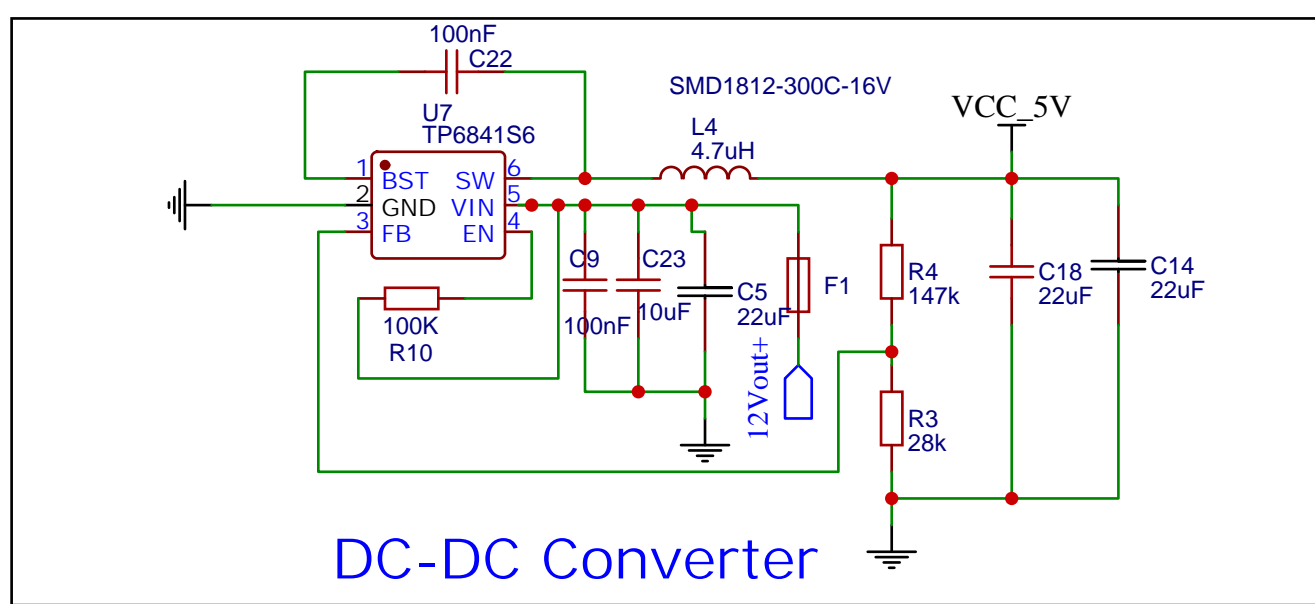 100nF
C22
SMD1812-300C-16V
VCC_5V
U7
TP6841S6
L4
4.7uH
1
BST
SW
6
2
GND
VIN
5
3
FB
EN
4
C9
100nF
C23
10uF
C5
22uF
F1
R4
147k
C18
22uF
C14
22uF
100K
R10
12Vout+
R3
28k
DC-DC Converter